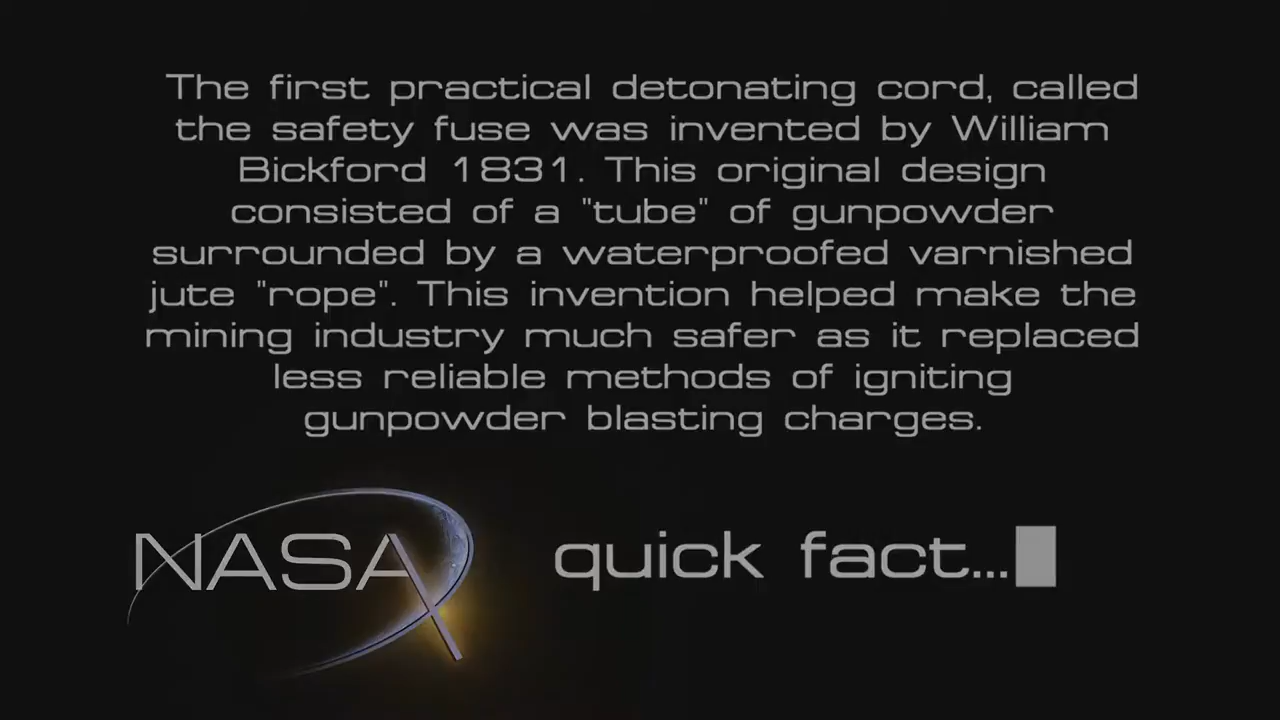 The first practical detonating cord, called
the safety fuse was invented by William
Bickford 1831. This original design
consisted of a "tube" of gunpowder
surrounded by a waterproofed varnished
jute "rope". This invention helped make the
mining industry much safer as it replaced
less reliable methods of igniting
gunpowder blasting charges.
NASA quick fact...